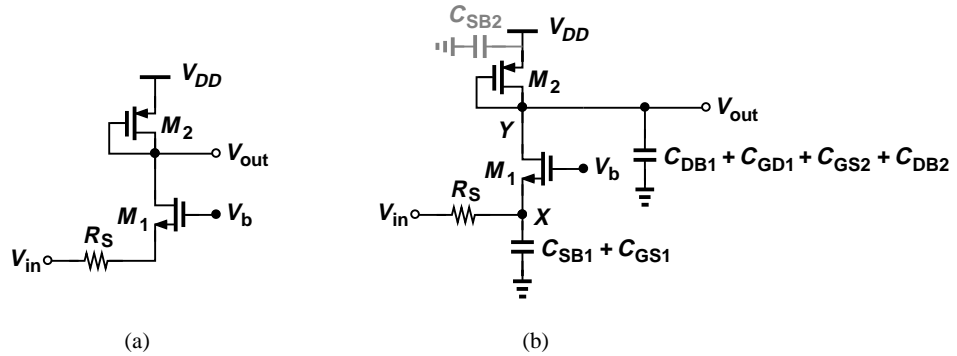 V_DD
M_2
V_out
M_1
V_b
R_S
V_in
(a)
C_SB2
V_DD
M_2
V_out
Y
C_DB1 + C_GD1 + C_GS2 + C_DB2
M_1
V_b
R_S
V_in
X
C_SB1 + C_GS1
(b)